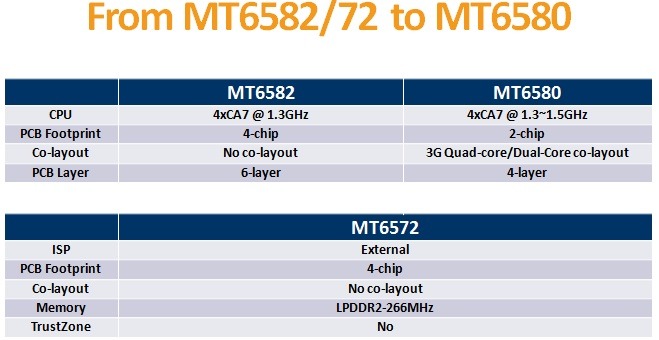 From MT6582/72 to MT6580
MT6582 MT6580
CPU 4xCA7 @ 1.3GHz 4xCA7 @ 1.3~1.5GHz
PCB Footprint 4-chip 2-chip
Co-layout No co-layout 3G Quad-core/Dual-Core co-layout
PCB Layer 6-layer 4-layer
MT6572
ISP External
PCB Footprint 4-chip
Co-layout No co-layout
Memory LPDDR2-266MHz
TrustZone No